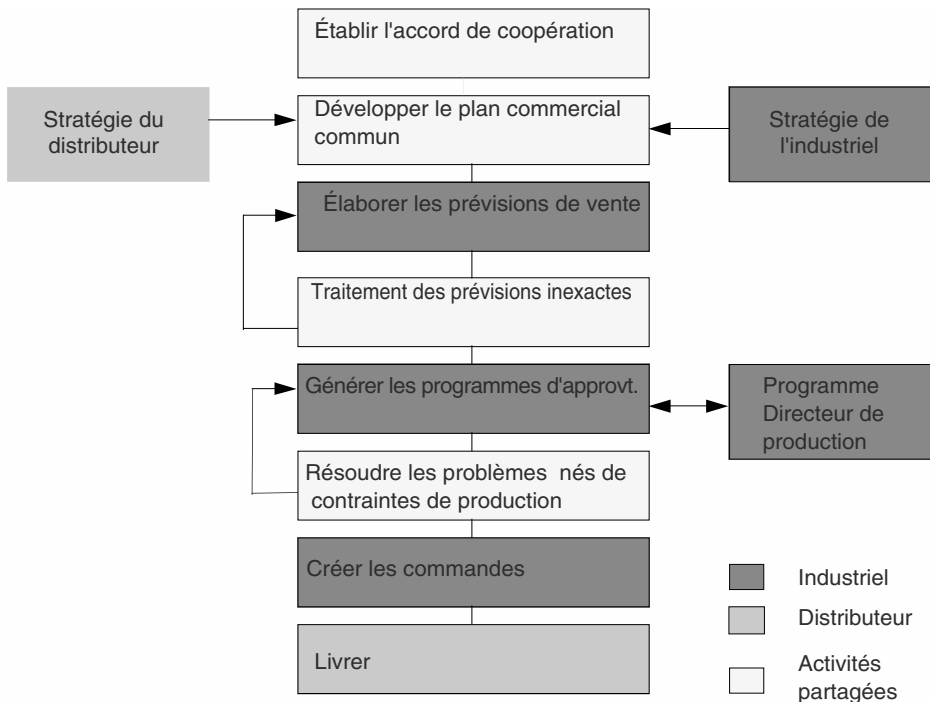 Établir l'accord de coopération
Stratégie du
distributeur
Développer le plan commercial
commun
Stratégie de
l'industriel
Élaborer les prévisions de vente
Traitement des prévisions inexactes
Générer les programmes d'approvt.
Programme
Directeur de
production
Résoudre les problèmes nés de
contraintes de production
Créer les commandes
Livrer
Industriel
Distributeur
Activités
partagées